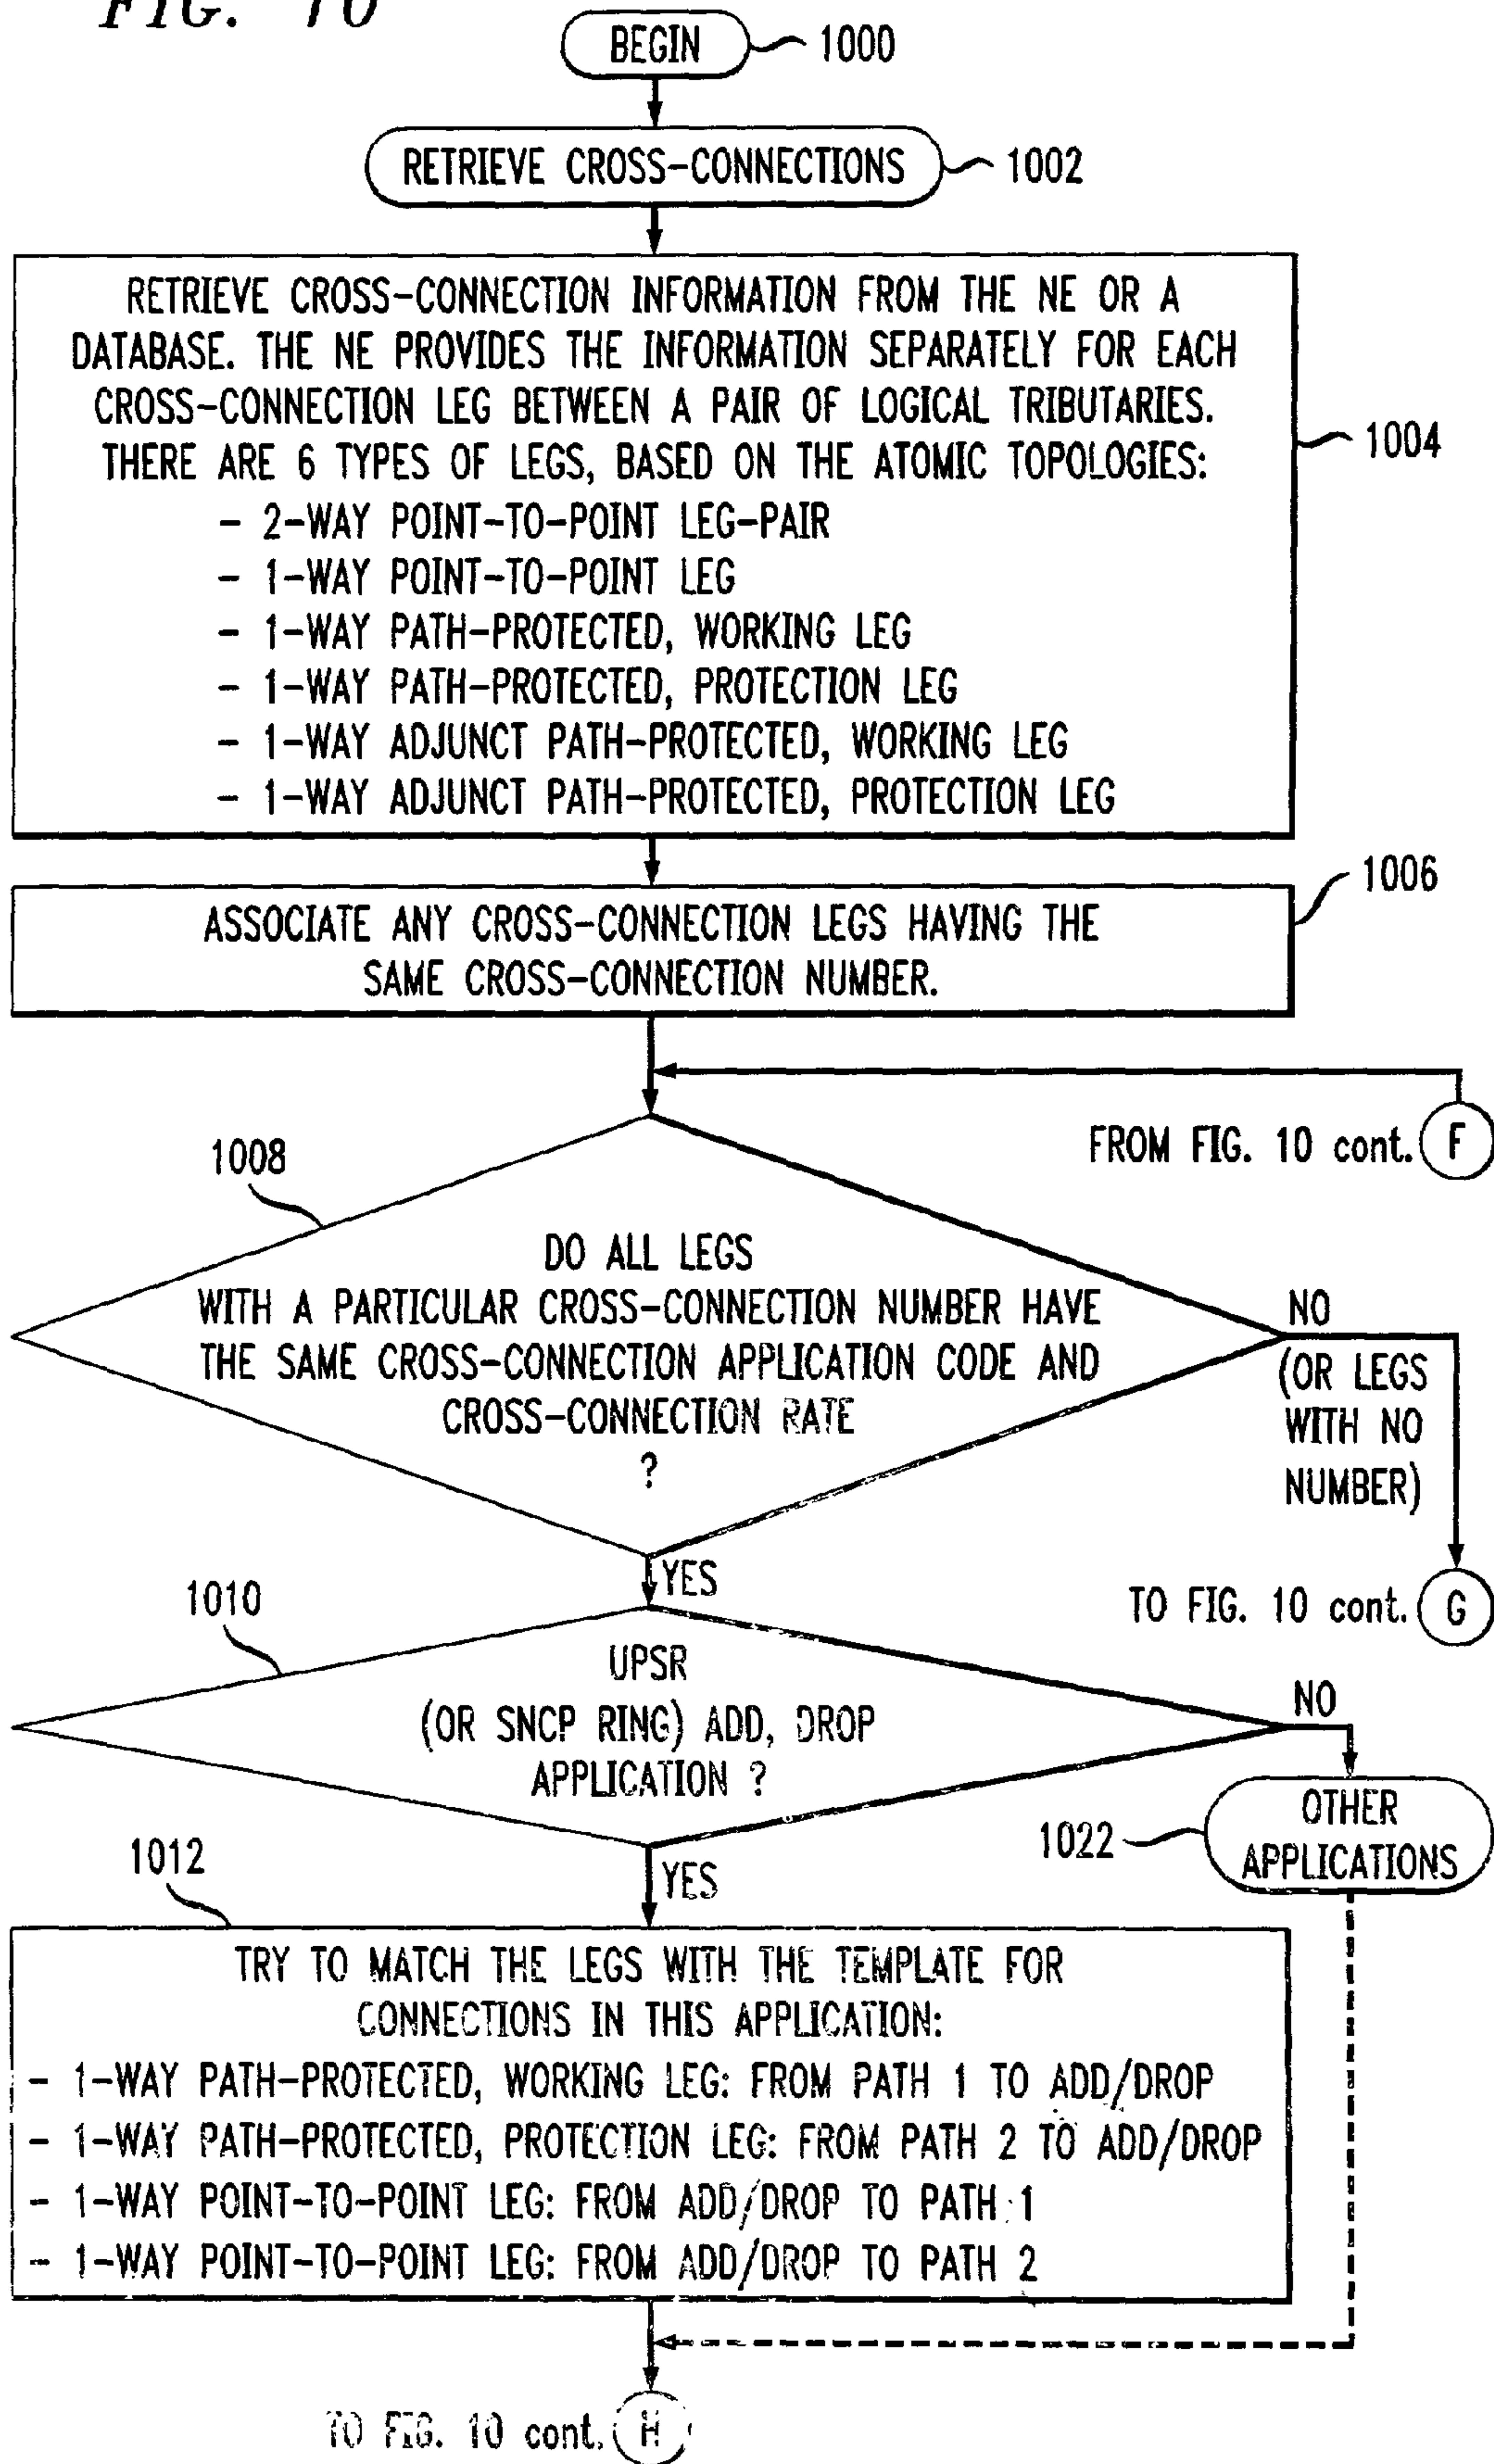 FIG. 10
BEGIN
1000
RETRIEVE CROSS-CONNECTIONS
1002
RETRIEVE CROSS-CONNECTION INFORMATION FROM THE NE OR A
DATABASE. THE NE PROVIDES THE INFORMATION SEPARATELY FOR EACH
CROSS-CONNECTION LEG BETWEEN A PAIR OF LOGICAL TRIBUTARIES.
THERE ARE 6 TYPES OF LEGS, BASED ON THE ATOMIC TOPOLOGIES:
- 2-WAY POINT-TO-POINT LEG-PAIR
- 1-WAY POINT-TO-POINT LEG
- 1-WAY PATH-PROTECTED, WORKING LEG
- 1-WAY PATH-PROTECTED, PROTECTION LEG
- 1-WAY ADJUNCT PATH-PROTECTED, WORKING LEG
- 1-WAY ADJUNCT PATH-PROTECTED, PROTECTION LEG
1004
ASSOCIATE ANY CROSS-CONNECTION LEGS HAVING THE
SAME CROSS-CONNECTION NUMBER.
1006
FROM FIG. 10 cont. F
1008
DO ALL LEGS
WITH A PARTICULAR CROSS-CONNECTION NUMBER HAVE
THE SAME CROSS-CONNECTION APPLICATION CODE AND
CROSS-CONNECTION RATE
?
NO
(OR LEGS
WITH NO
NUMBER)
TO FIG. 10 cont. G
YES
1010
UPSR
(OR SNCP RING) ADD, DROP
APPLICATION ?
NO
1022
OTHER
APPLICATIONS
YES
1012
TRY TO MATCH THE LEGS WITH THE TEMPLATE FOR
CONNECTIONS IN THIS APPLICATION:
- 1-WAY PATH-PROTECTED, WORKING LEG: FROM PATH 1 TO ADD/DROP
- 1-WAY PATH-PROTECTED, PROTECTION LEG: FROM PATH 2 TO ADD/DROP
- 1-WAY POINT-TO-POINT LEG: FROM ADD/DROP TO PATH 1
- 1-WAY POINT-TO-POINT LEG: FROM ADD/DROP TO PATH 2
TO FIG. 10 cont. H